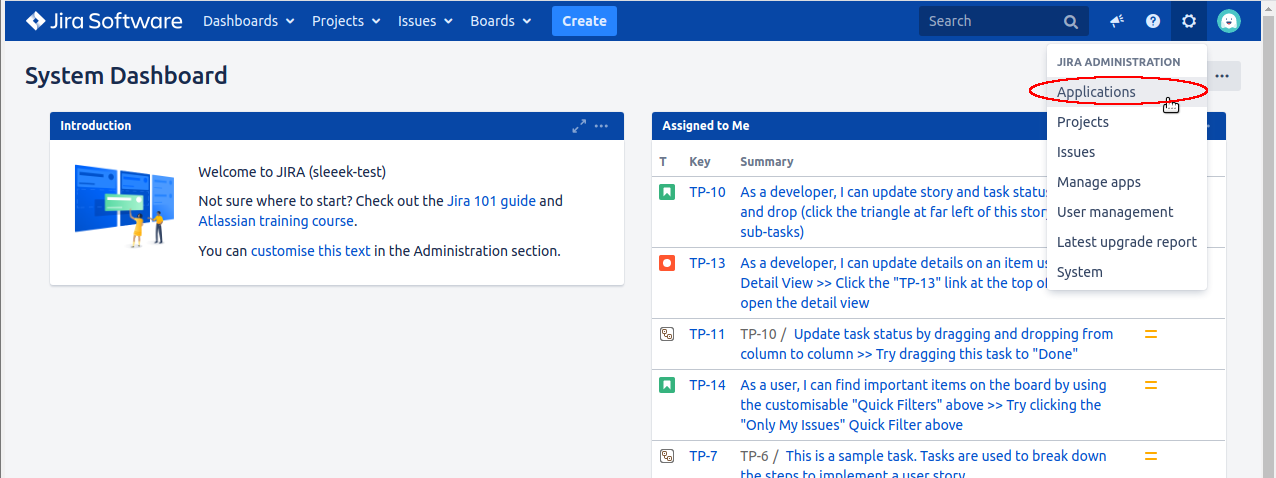 Jira Software Dashboards Projects Issues Boards Create Search
JIRA ADMINISTRATION
System Dashboard
Applications
Projects
Issues
Manage apps
User management
Latest upgrade report
System
Introduction
Welcome to JIRA (sleeek-test)
Not sure where to start? Check out the Jira 101 guide and
Atlassian training course.
You can customise this text in the Administration section.
Assigned to Me
T Key Summary
TP-10 As a developer, I can update story and task status
and drop (click the triangle at far left of this story
sub-tasks)
TP-13 As a developer, I can update details on an item
Detail View >> Click the "TP-13" link at the top of
open the detail view
TP-11 TP-10 / Update task status by dragging and dropping from
column to column >> Try dragging this task to "Done"
TP-14 As a user, I can find important items on the board by using
the customisable "Quick Filters" above >> Try clicking the
"Only My Issues" Quick Filter above
TP-7 TP-6 / This is a sample task. Tasks are used to break down
the steps to implement a user story